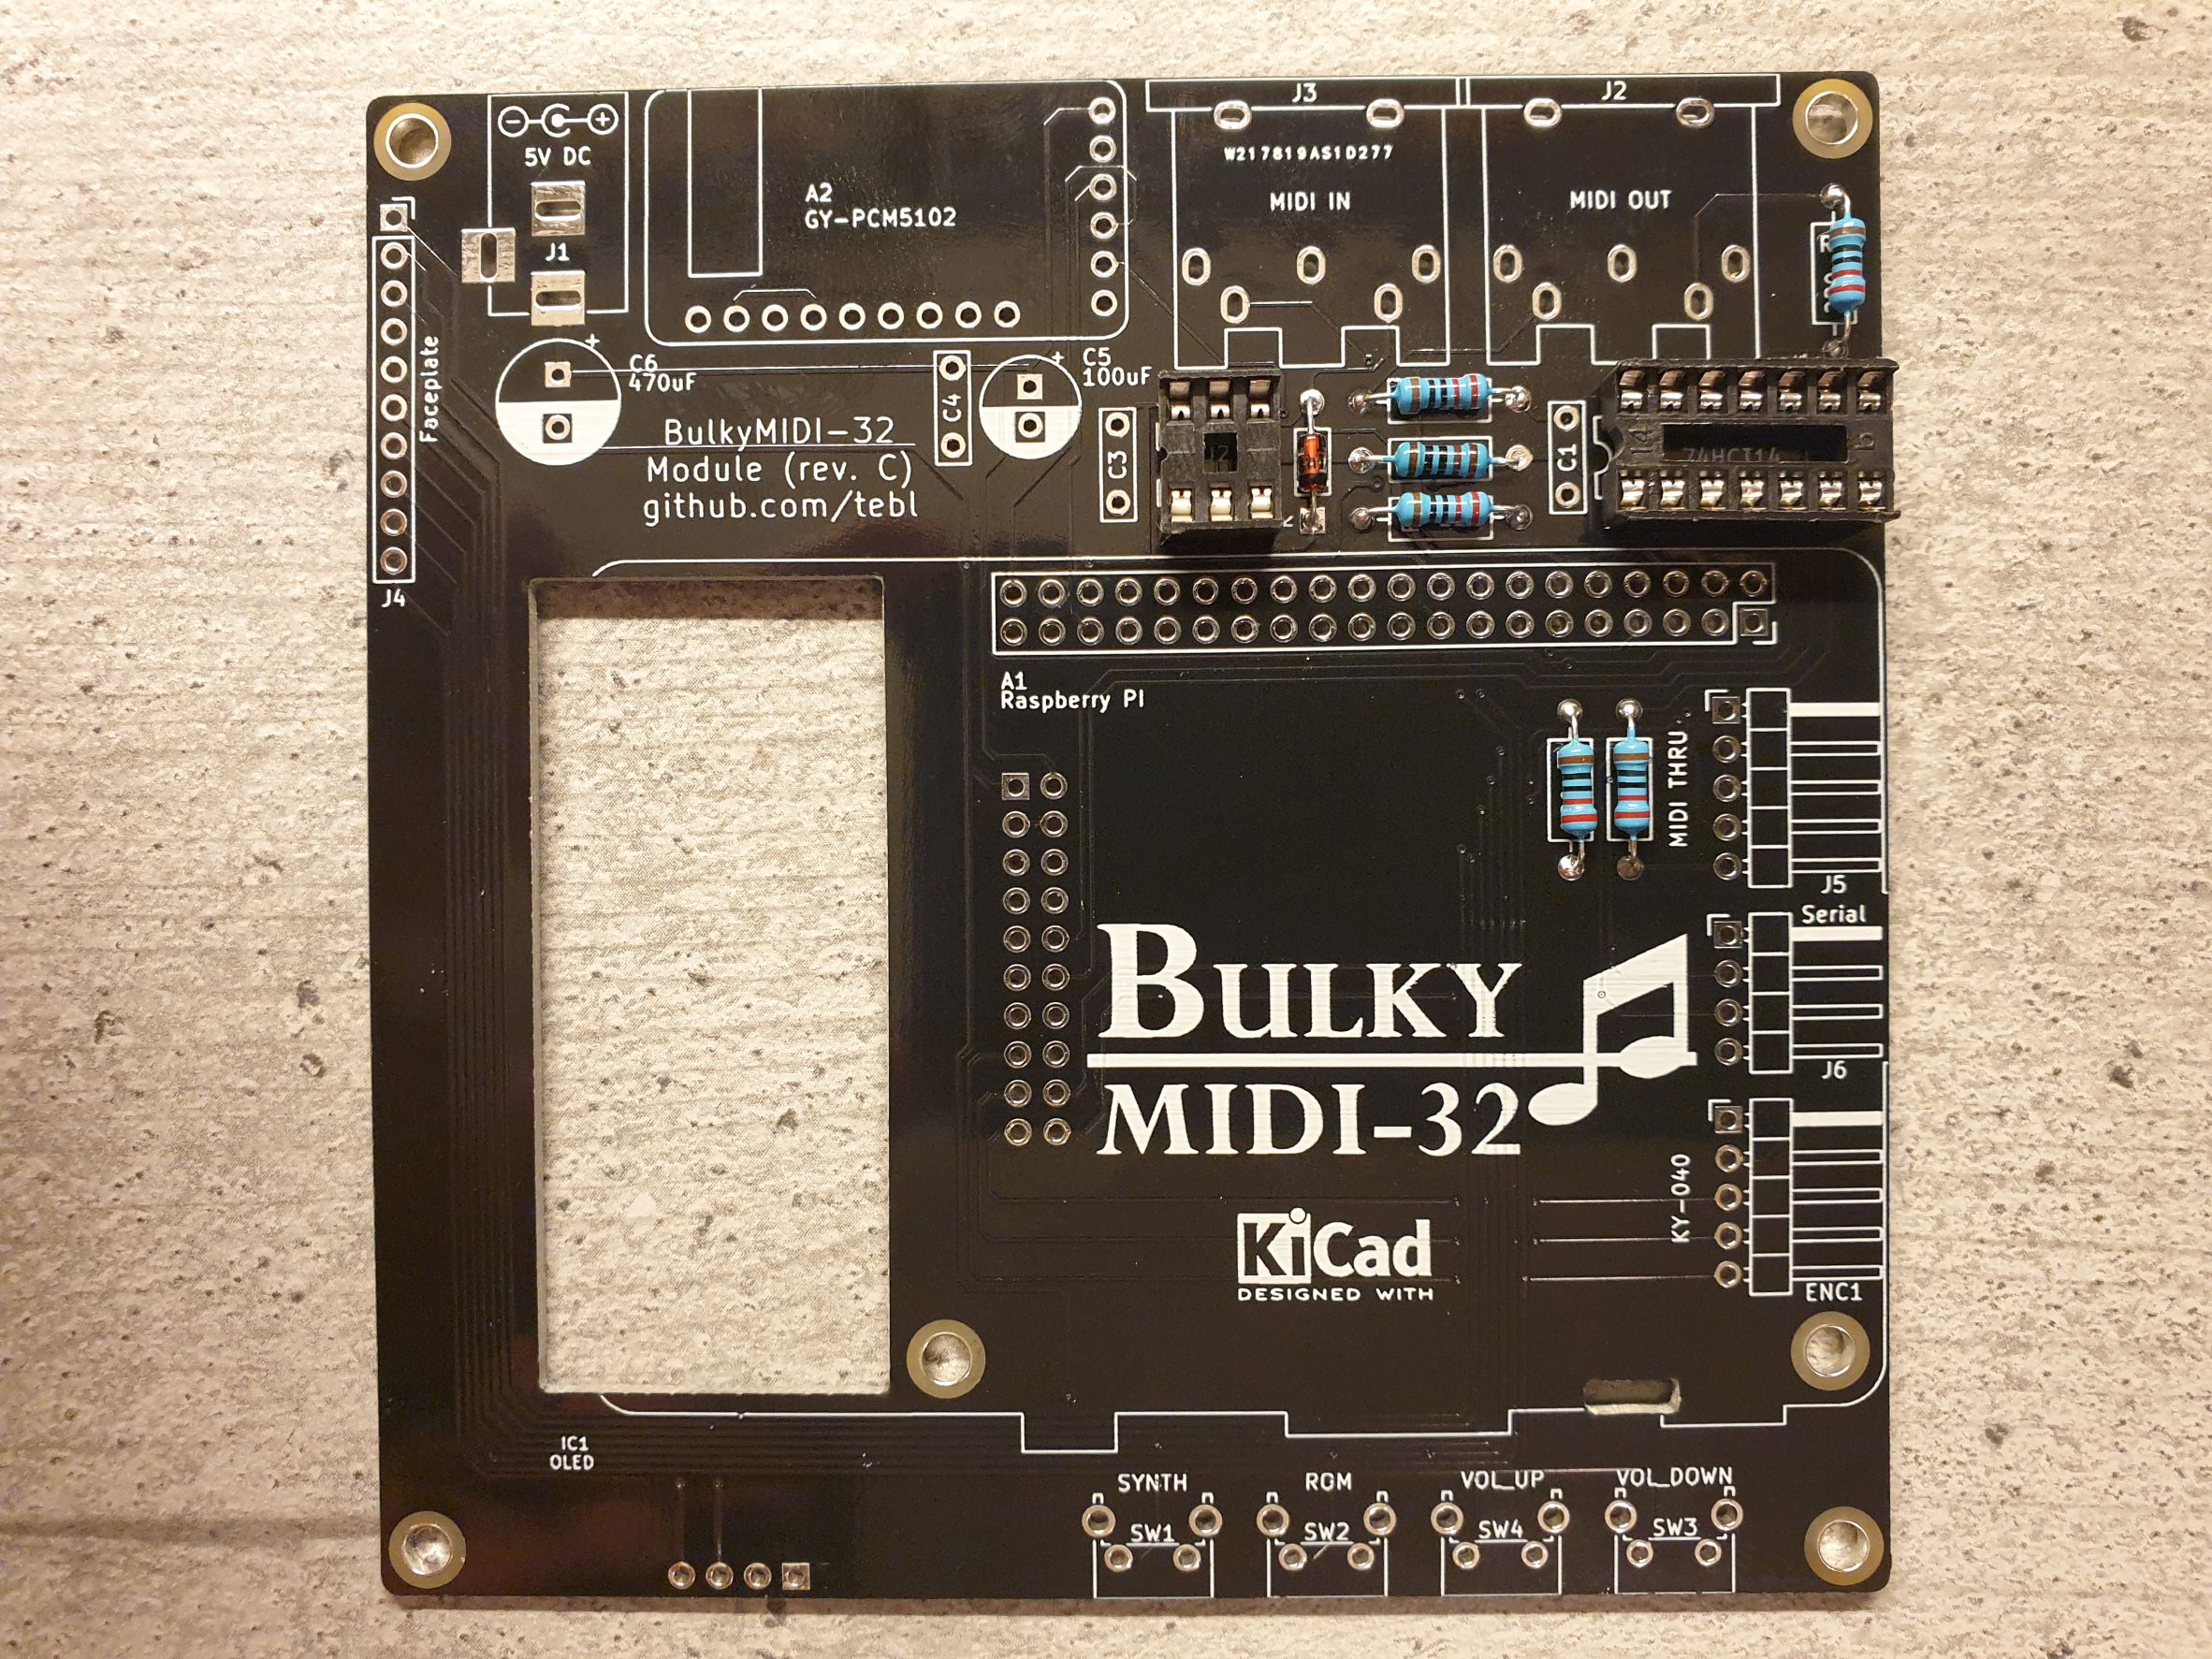 5V DC
J1
A2
GY-PCM5102
J3
W217819AS1D277
MIDI IN
J2
MIDI OUT
Faceplate
J4
C6
470uF
C4
C5
100uF
BulkyMIDI-32
Module (rev. C)
github.com/tebl
C3
C1
14
74HCT14
A1
Raspberry Pi
MIDI THRU
J5
Serial
J6
BULKY
MIDI-32
KY-040
ENC1
KiCad
DESIGNED WITH
IC1
OLED
SYNTH
SW1
ROM
SW2
VOL_UP
SW4
VOL_DOWN
SW3